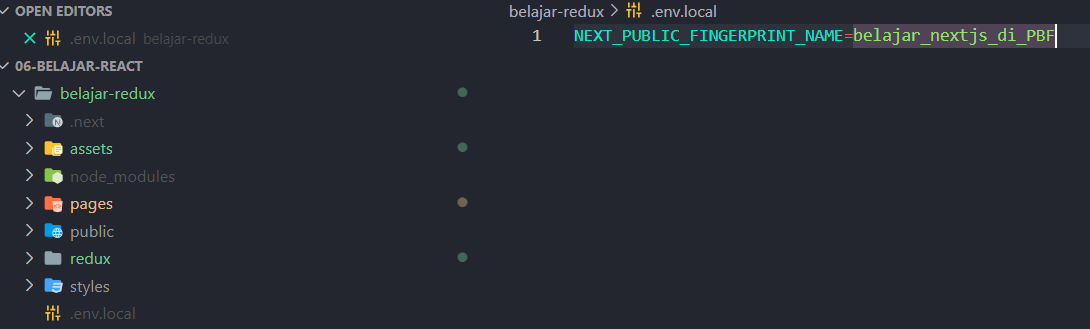 OPEN EDITORS
.env.local belajar-redux
06-BELAJAR-REACT
belajar-redux
.next
assets
node_modules
pages
public
redux
styles
.env.local
belajar-redux > .env.local
1 NEXT_PUBLIC_FINGERPRINT_NAME=belajar_nextjs_di_PBF